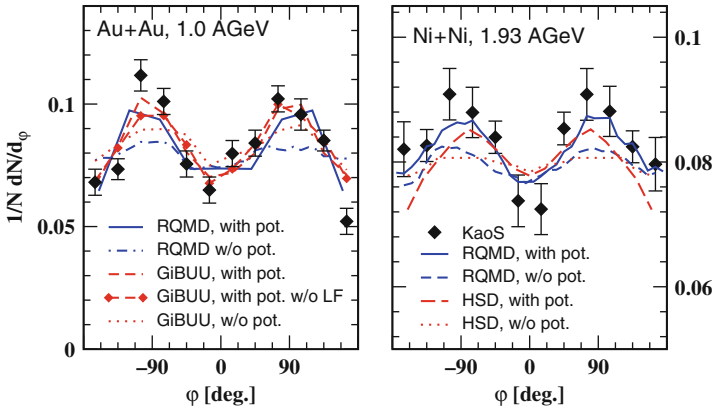 Au+Au, 1.0 AGeV
1/N dN/dφ
0.1
0.05
0
RQMD, with pot.
RQMD w/o pot.
GiBUU, with pot.
GiBUU, with pot. w/o LF
GiBUU, w/o pot.
−90 0 90
φ [deg.]
Ni+Ni, 1.93 AGeV
0.1
0.08
0.06
KaoS
RQMD, with pot.
RQMD, w/o pot.
HSD, with pot.
HSD, w/o pot.
−90 0 90
φ [deg.]